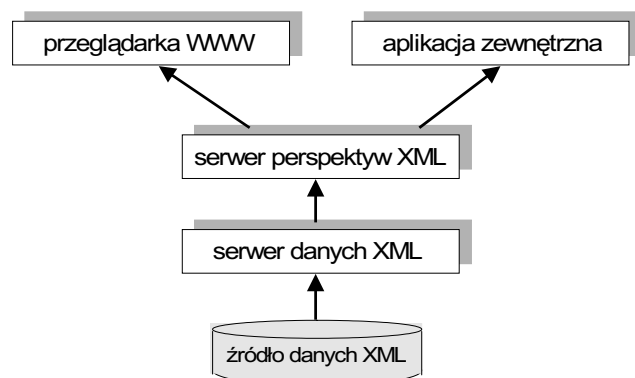 przeglądarka WWW
aplikacja zewnętrzna
serwer perspektyw XML
serwer danych XML
źródło danych XML